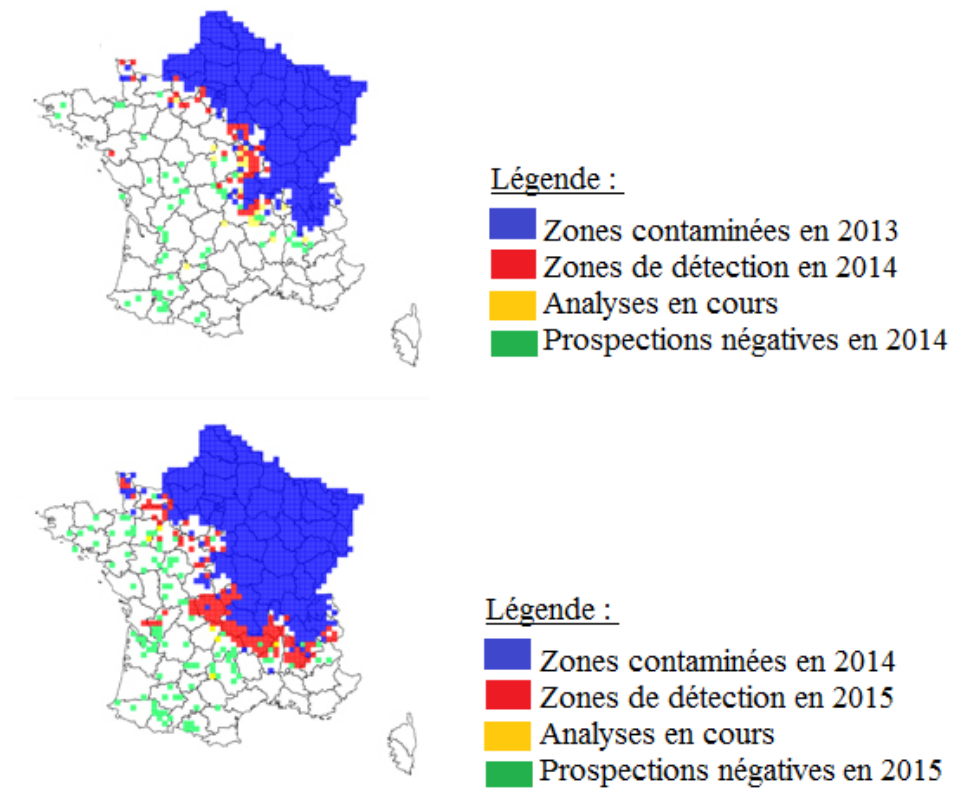 Légende :
Zones contaminées en 2013
Zones de détection en 2014
Analyses en cours
Prospections négatives en 2014
Légende :
Zones contaminées en 2014
Zones de détection en 2015
Analyses en cours
Prospections négatives en 2015